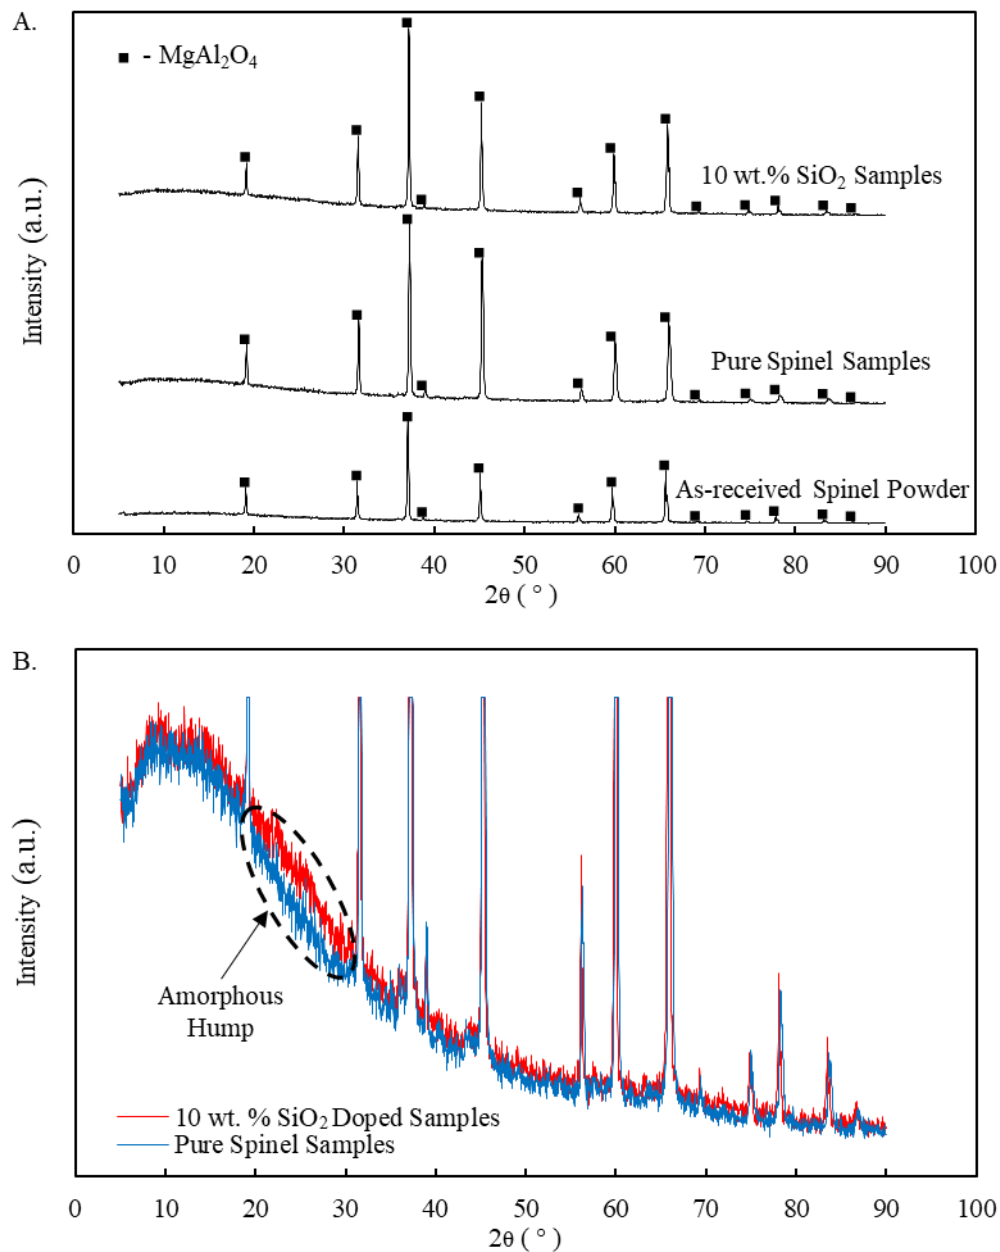 A.
■ - MgAl₂O₄
10 wt.% SiO₂ Samples
Pure Spinel Samples
As-received Spinel Powder
Intensity (a.u.)
0 10 20 30 40 50 60 70 80 90 100
2θ ( ° )
B.
Intensity (a.u.)
Amorphous
Hump
10 wt. % SiO₂ Doped Samples
Pure Spinel Samples
0 10 20 30 40 50 60 70 80 90 100
2θ ( ° )